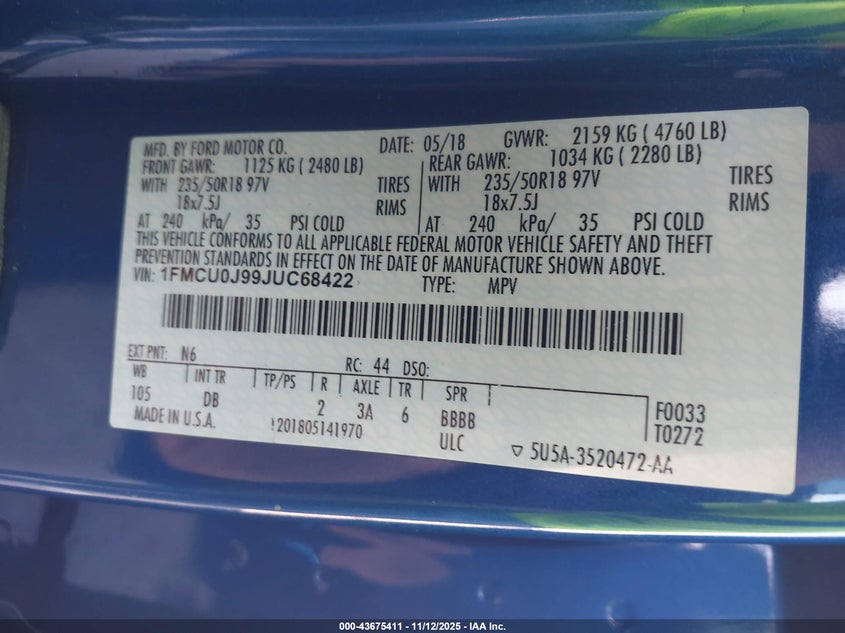 MFD. BY FORD MOTOR CO. DATE: 05/18 GVWR: 2159 KG ( 4760 LB)
FRONT GAWR: 1125 KG ( 2480 LB) REAR GAWR: 1034 KG ( 2280 LB)
WITH 235/50R18 97V TIRES WITH 235/50R18 97V TIRES
18x7.5J RIMS 18x7.5J RIMS
AT 240 kPa/ 35 PSI COLD AT 240 kPa/ 35 PSI COLD
THIS VEHICLE CONFORMS TO ALL APPLICABLE FEDERAL MOTOR VEHICLE SAFETY AND THEFT
PREVENTION STANDARDS IN EFFECT ON THE DATE OF MANUFACTURE SHOWN ABOVE.
VIN: 1FMCU0J99JUC68422 TYPE: MPV
EXT PNT: N6 RC: 44 DSO:
WB INT TR TP/PS R AXLE TR SPR
105 DB 2 3A 6 BBBB F0033
MADE IN U.S.A. 201805141970 ULC T0272
5U5A-3520472-AA
000-43675411 - 11/12/2025 - IAA Inc.